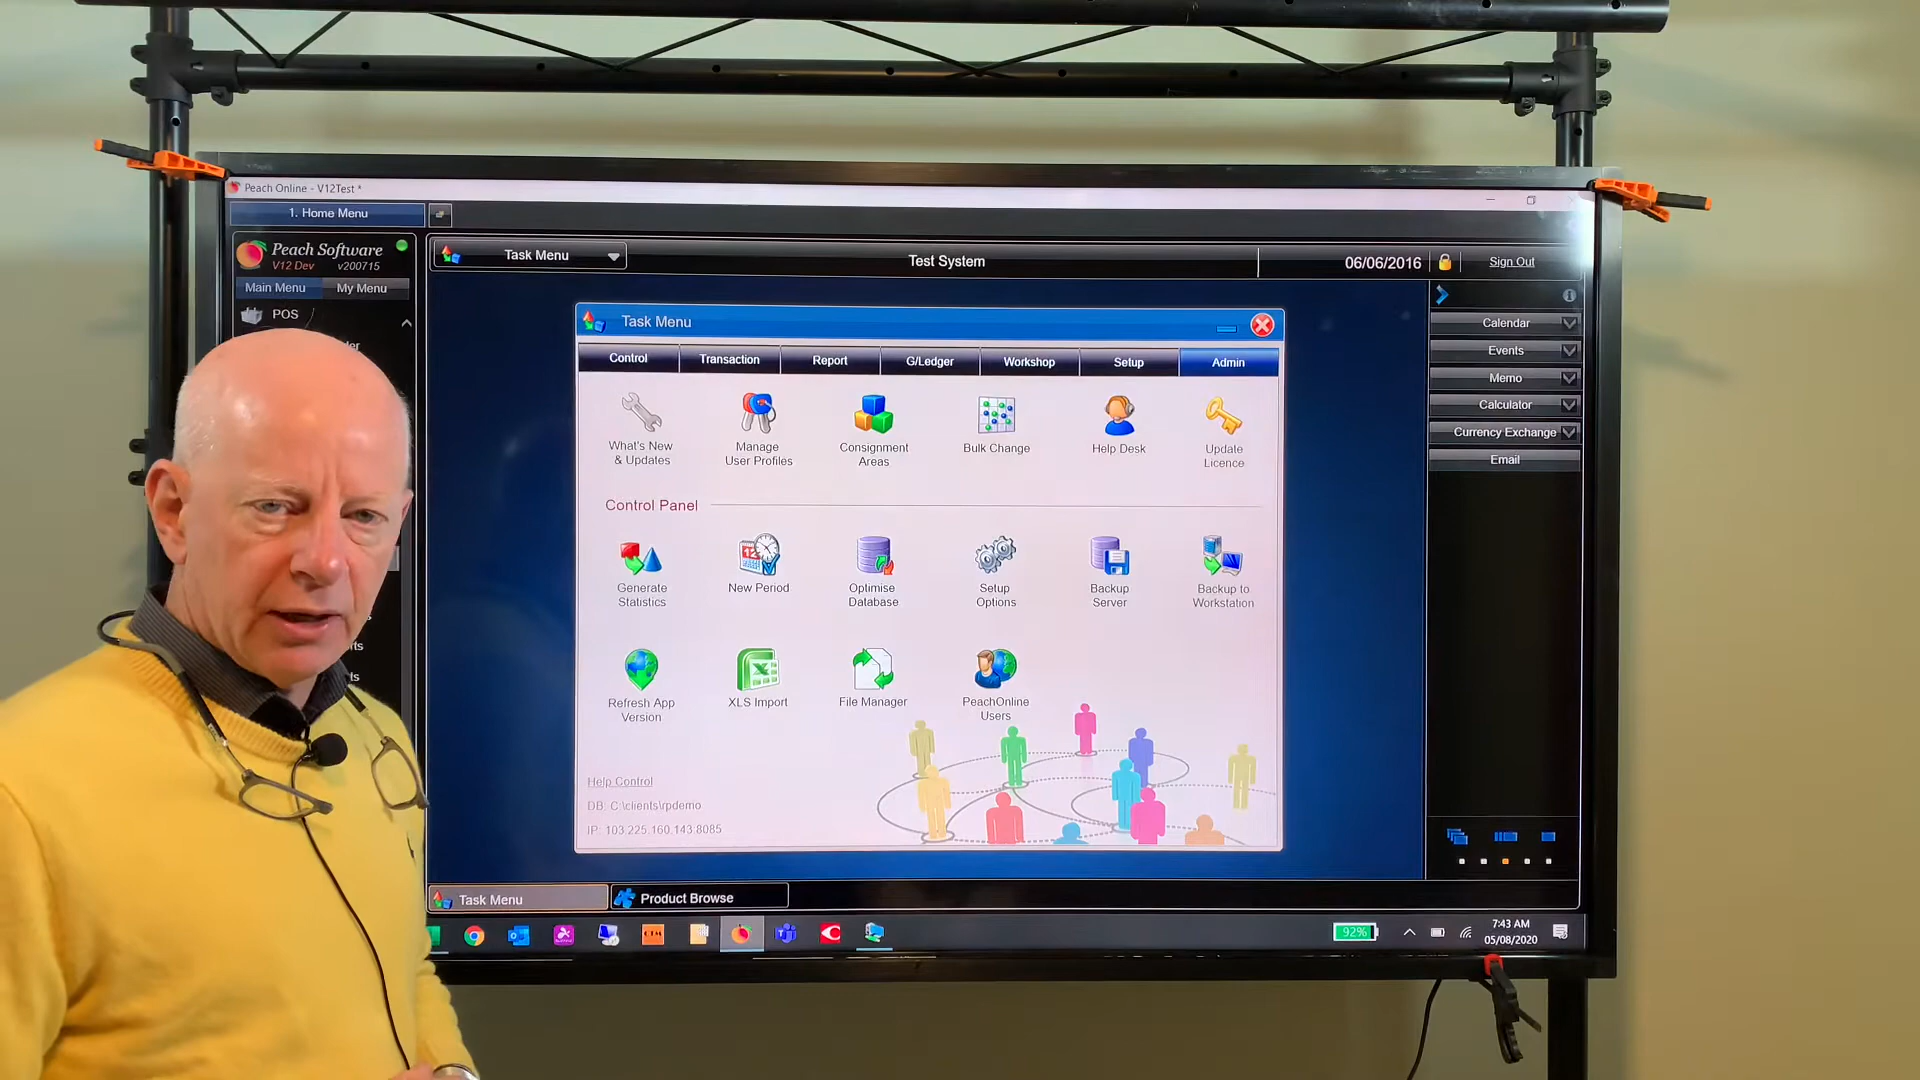 Peach Online - V12Test *
1. Home Menu
Peach Software
V12 Dev v200715
Main Menu My Menu
POS
Task Menu
Test System
06/06/2016
Sign Out
Task Menu
Control Transaction Report G/Ledger Workshop Setup Admin
What's New
& Updates
Manage
User Profiles
Consignment
Areas
Bulk Change
Help Desk
Update
Licence
Control Panel
Generate
Statistics
New Period
Optimise
Database
Setup
Options
Backup
Server
Backup to
Workstation
Refresh App
Version
XLS Import
File Manager
PeachOnline
Users
Help Control
DB: C:\clients\rpdemo
IP: 103.225.160.143:8085
Calendar
Events
Memo
Calculator
Currency Exchange
Email
Task Menu
Product Browse
92%
7:43 AM
05/08/2020